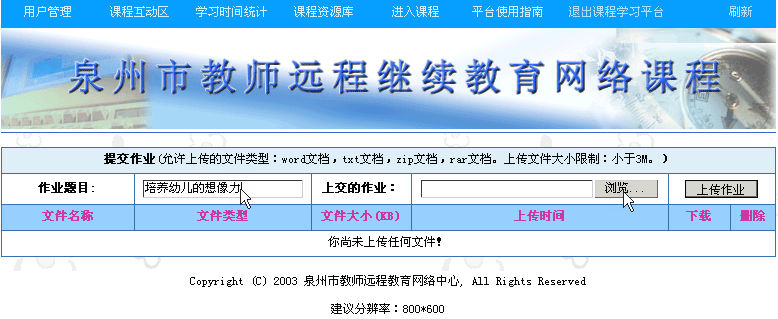 用户管理 课程互动区 学习时间统计 课程资源库 进入课程 平台使用指南 退出课程学习平台 刷新
泉州市教师远程继续教育网络课程
提交作业(允许上传的文件类型：word文档，txt文档，zip文档，rar文档。上传文件大小限制：小于3M。)
作业题目: 培养幼儿的想像力 上交的作业： 浏览... 上传作业
文件名称 文件类型 文件大小(KB) 上传时间 下载 删除
你尚未上传任何文件!
Copyright (C) 2003 泉州市教师远程教育网络中心, All Rights Reserved
建议分辨率：800*600